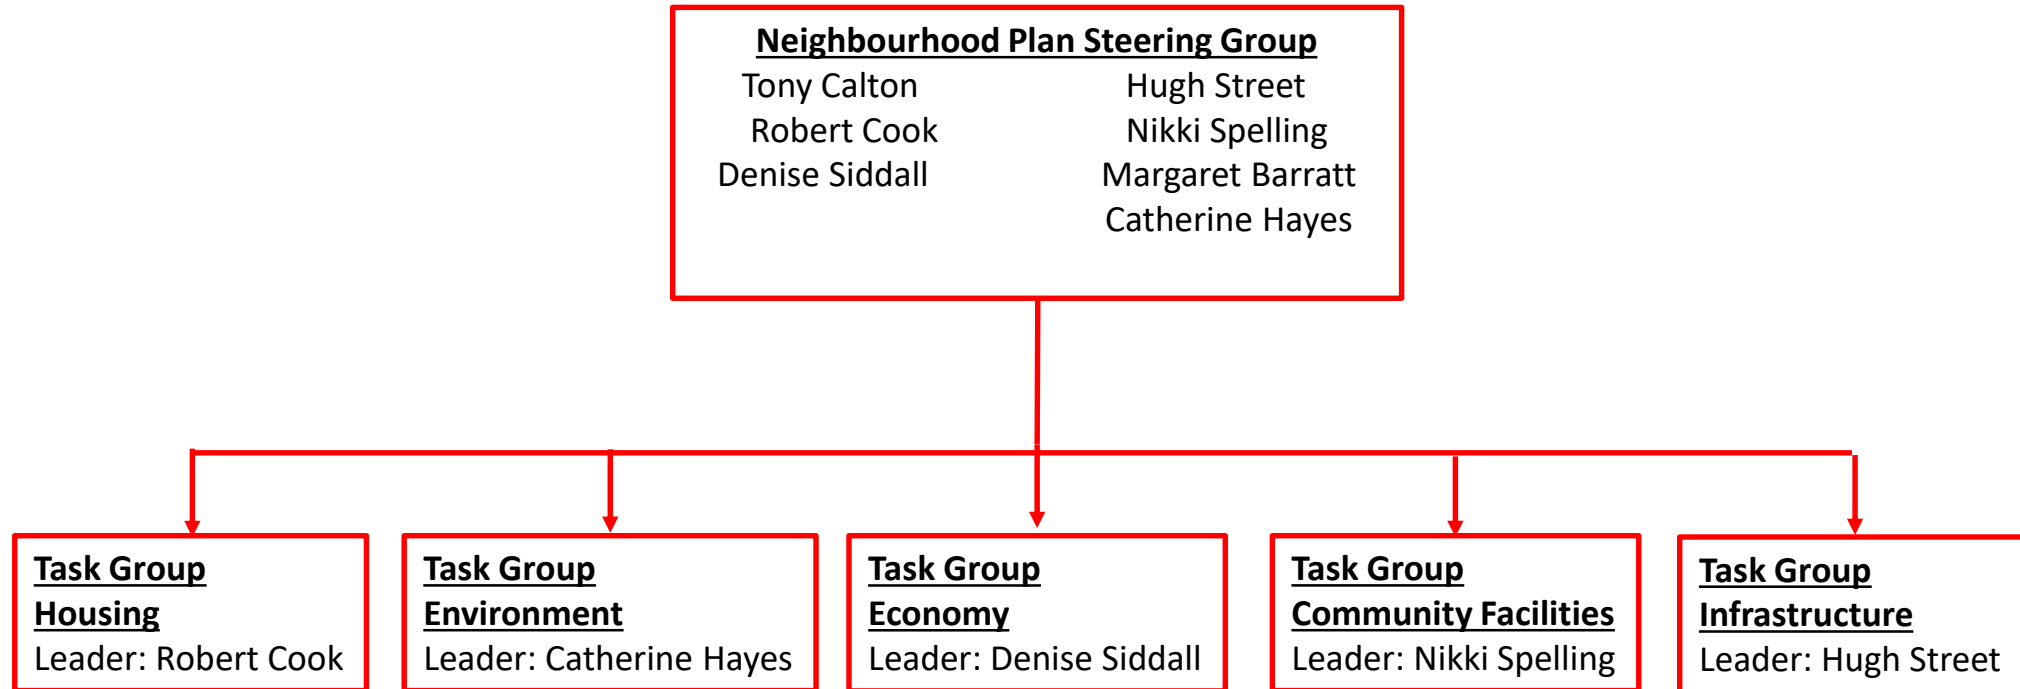 Neighbourhood Plan Steering Group
Tony Calton Hugh Street
Robert Cook Nikki Spelling
Denise Siddall Margaret Barratt
Catherine Hayes
Task Group
Housing
Leader: Robert Cook
Task Group
Environment
Leader: Catherine Hayes
Task Group
Economy
Leader: Denise Siddall
Task Group
Community Facilities
Leader: Nikki Spelling
Task Group
Infrastructure
Leader: Hugh Street